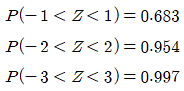 P(−1 < Z < 1) = 0.683
P(−2 < Z < 2) = 0.954
P(−3 < Z < 3) = 0.997